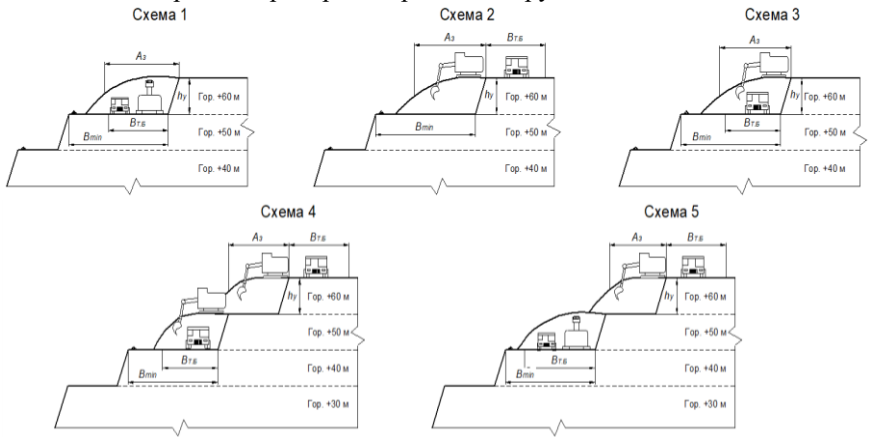 Схема 1
Схема 2
Схема 3
Aз
hу
Гор. +60 м
Bт.б
Гор. +50 м
Bmin
Гор. +40 м
Aз
Bт.б
hу
Гор. +60 м
Bmin
Гор. +50 м
Гор. +40 м
Aз
hу
Гор. +60 м
Bт.б
Гор. +50 м
Bmin
Гор. +40 м
Схема 4
Схема 5
Aз
Bт.б
hу
Гор. +60 м
Гор. +50 м
Bт.б
Гор. +40 м
Bmin
Гор. +30 м
Aз
Bт.б
hу
Гор. +60 м
Гор. +50 м
Bт.б
Гор. +40 м
Bmin
Гор. +30 м